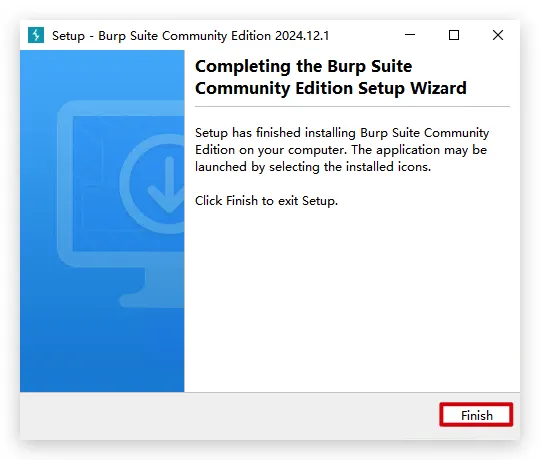 Setup - Burp Suite Community Edition 2024.12.1
Completing the Burp Suite
Community Edition Setup Wizard
Setup has finished installing Burp Suite Community
Edition on your computer. The application may be
launched by selecting the installed icons.
Click Finish to exit Setup.
Finish